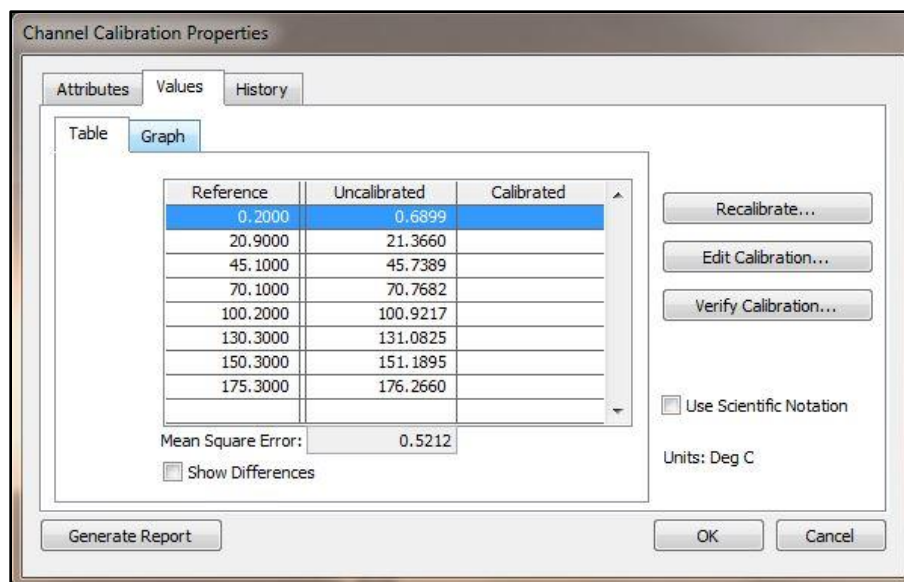 Channel Calibration Properties
Attributes Values History
Table Graph
Reference Uncalibrated Calibrated
0.2000 0.6899
20.9000 21.3660
45.1000 45.7389
70.1000 70.7682
100.2000 100.9217
130.3000 131.0825
150.3000 151.1895
175.3000 176.2660
Mean Square Error: 0.5212
Show Differences
Recalibrate...
Edit Calibration...
Verify Calibration...
Use Scientific Notation
Units: Deg C
Generate Report OK Cancel